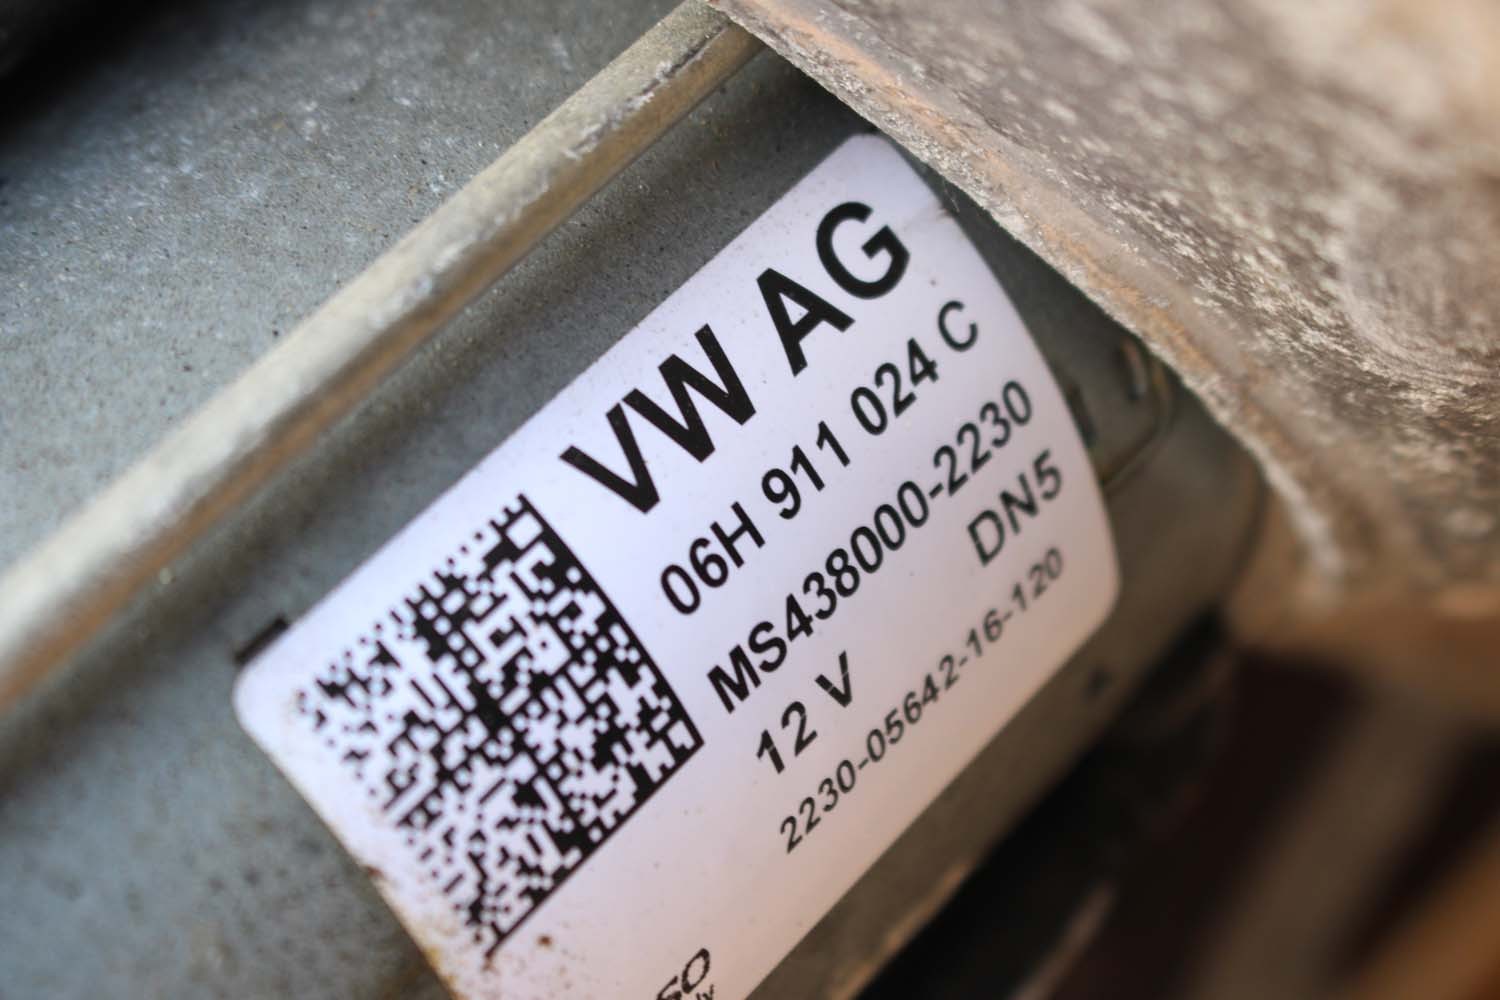 VW AG
06H 911 024 C
MS438000-2230
DN5
12 V
2230-05642-16-120